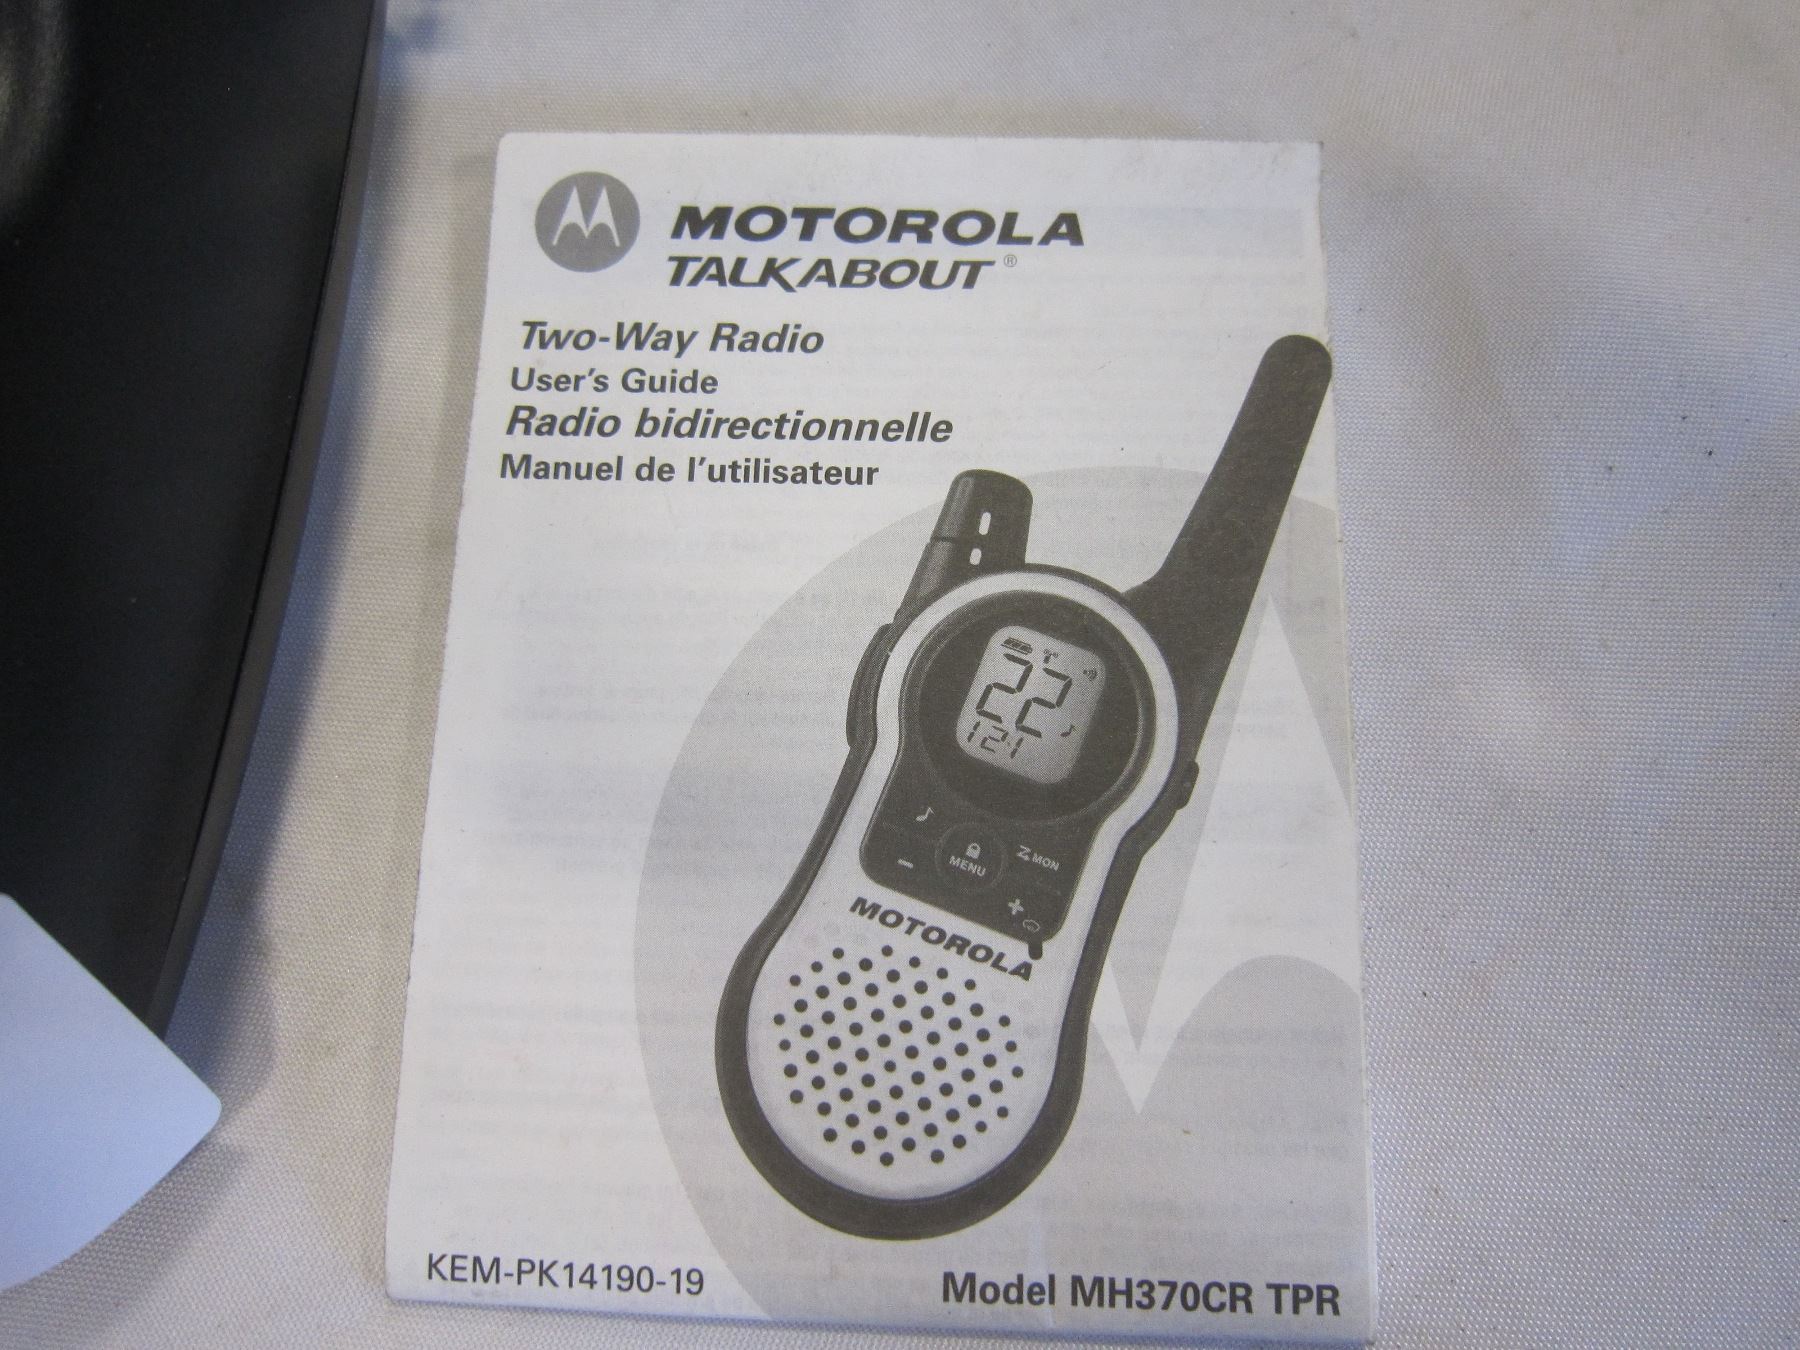 MOTOROLA
TALKABOUT ®
Two-Way Radio
User's Guide
Radio bidirectionnelle
Manuel de l'utilisateur
22
121
MENU
MON
MOTOROLA
KEM-PK14190-19
Model MH370CR TPR